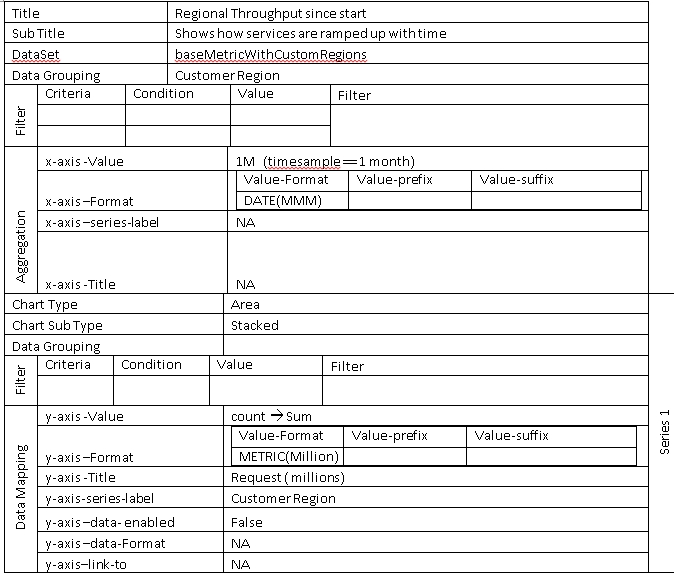 Title Regional Throughput since start
Sub Title Shows how services are ramped up with time
DataSet baseMetricWithCustomRegions
Data Grouping Customer Region
Filter
Criteria Condition Value Filter
Aggregation
x-axis-Value 1M (timesample==1 month)
Value-Format Value-prefix Value-suffix
x-axis–Format DATE(MMM)
x-axis–series-label NA
x-axis-Title NA
Chart Type Area
Chart Sub Type Stacked
Data Grouping
Filter
Criteria Condition Value Filter
Series 1
Data Mapping
y-axis-Value count → Sum
Value-Format Value-prefix Value-suffix
y-axis–Format METRIC(Million)
y-axis-Title Request (millions)
y-axis-series-label Customer Region
y-axis–data-enabled False
y-axis–data-Format NA
y-axis–link-to NA